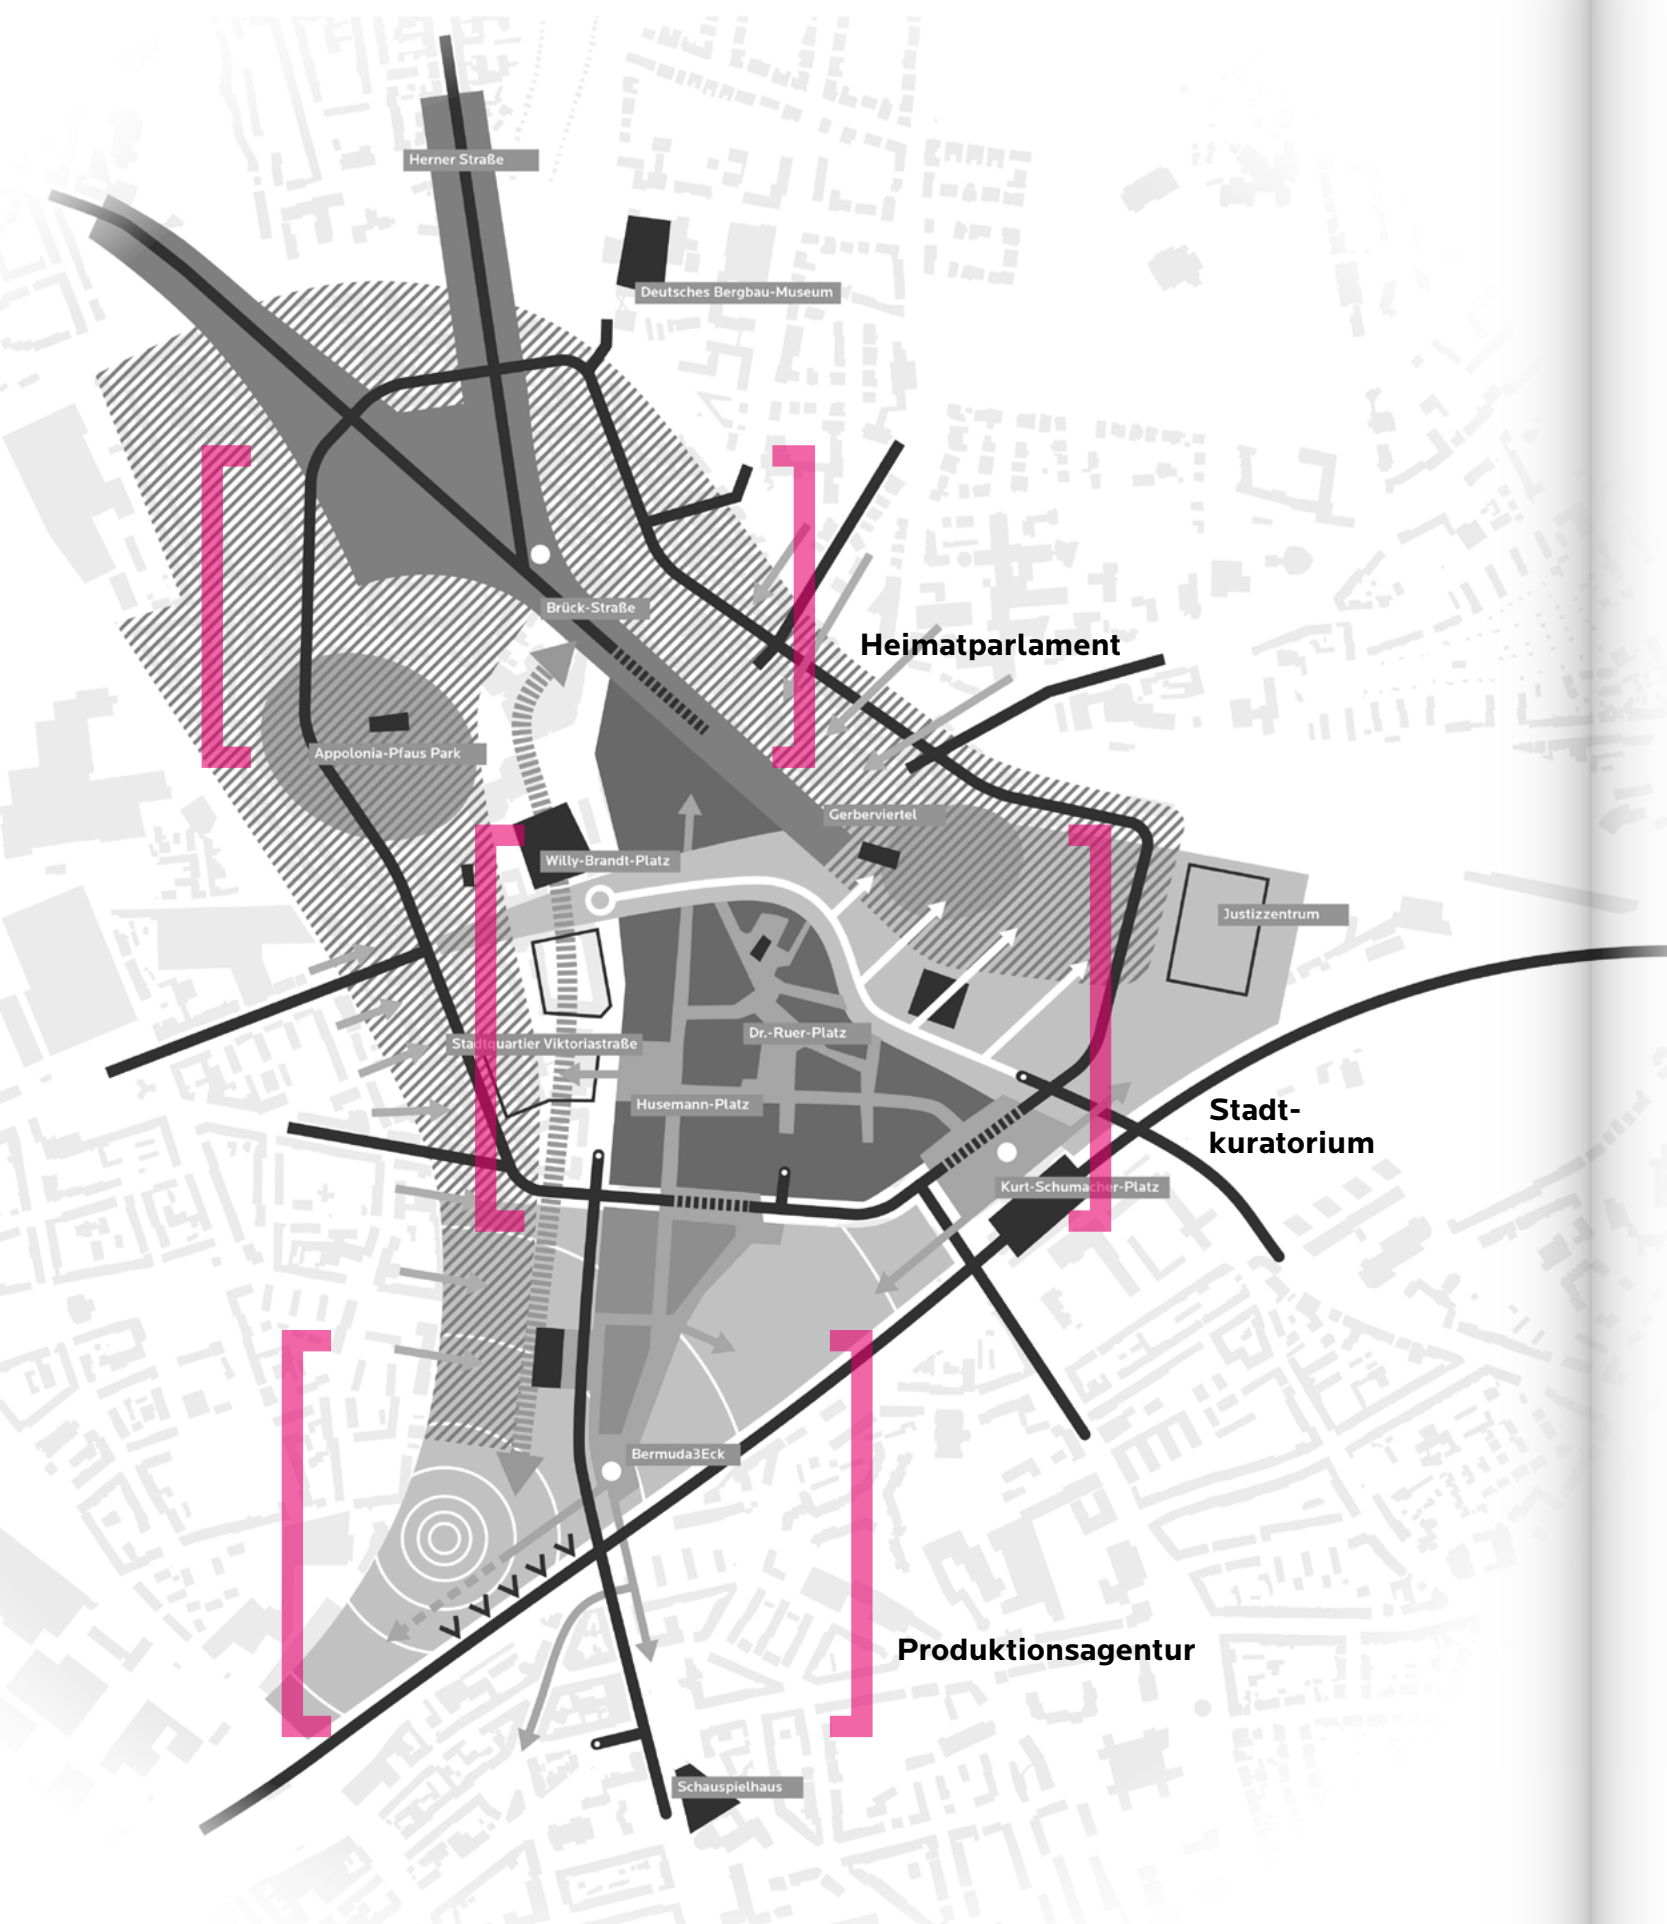 Herner Straße
Deutsches Bergbau-Museum
Brück-Straße
Heimatparlament
Appolonia-Pfaus Park
Gerberviertel
Willy-Brandt-Platz
Justizzentrum
Dr.-Ruer-Platz
Stadtquartier Viktoriastraße
Husemann-Platz
Stadt-
kuratorium
Kurt-Schumacher-Platz
Bermuda3Eck
Produktionsagentur
Schauspielhaus